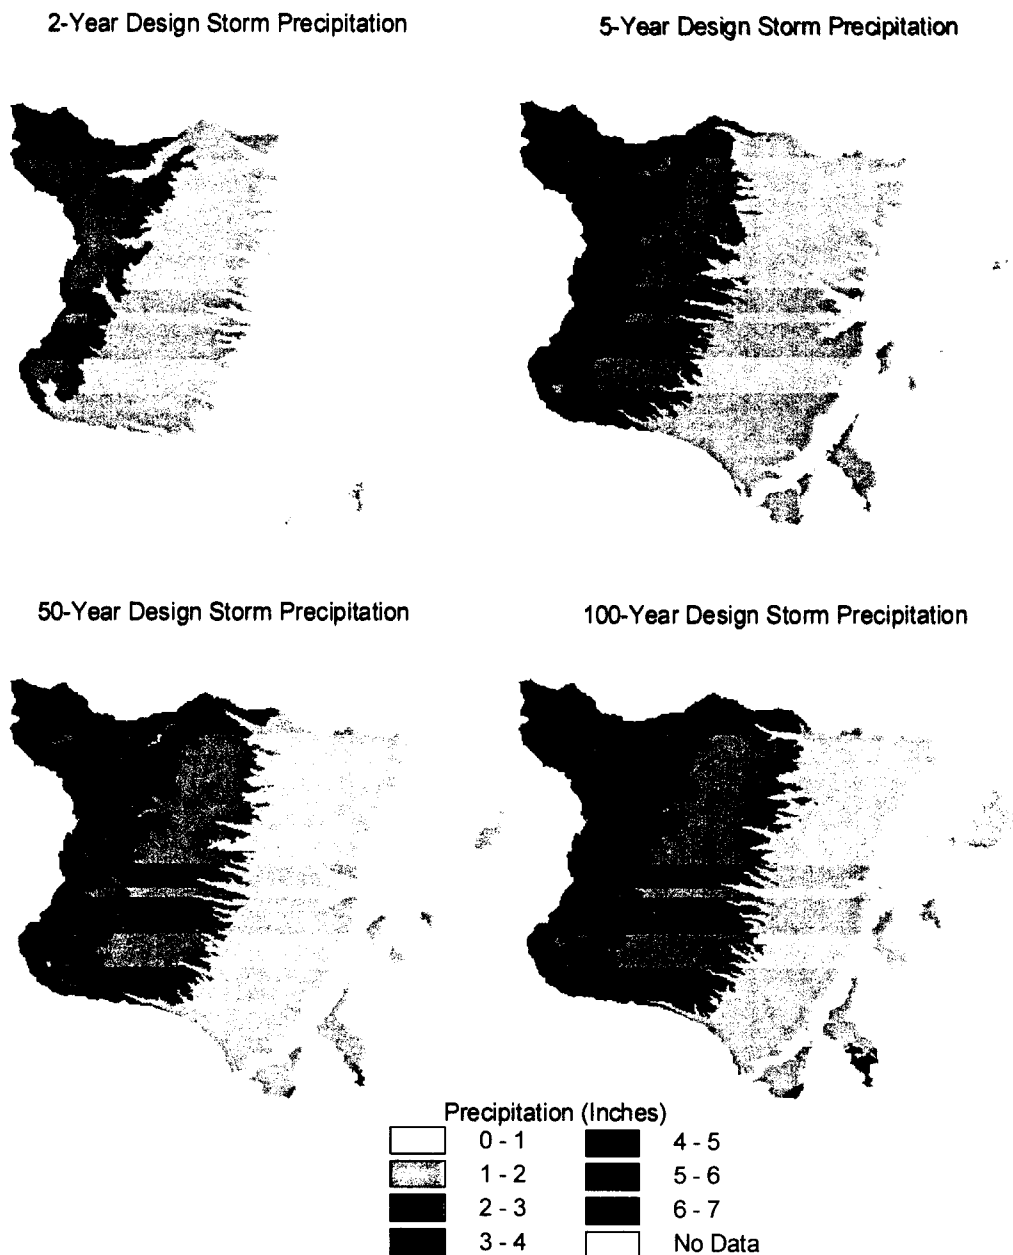 2-Year Design Storm Precipitation
5-Year Design Storm Precipitation
50-Year Design Storm Precipitation
100-Year Design Storm Precipitation
Precipitation (Inches)
0 - 1
1 - 2
2 - 3
3 - 4
4 - 5
5 - 6
6 - 7
No Data